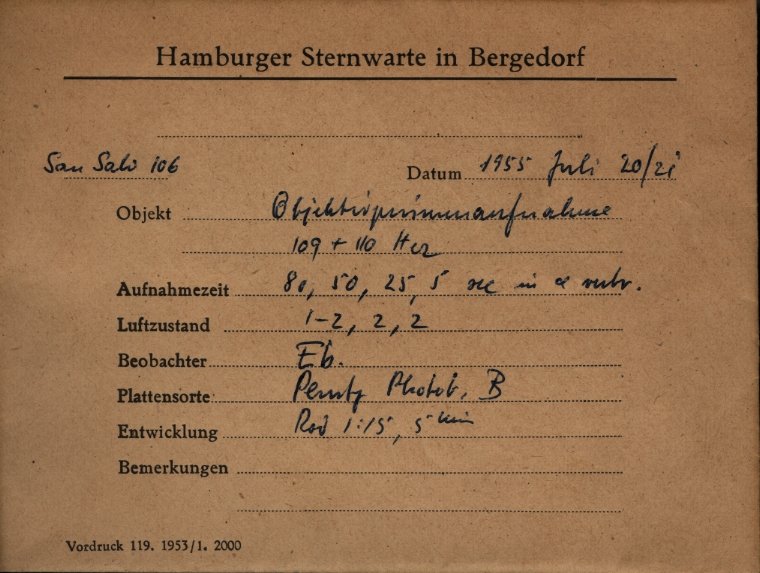 Hamburger Sternwarte in Bergedorf
San Salv 106
Datum 1955 Juli 20/21
Objekt Objektivprismenaufnahme
109 + 110 Her
Aufnahmezeit 80, 50, 25, 5 sec in α verbr.
Luftzustand 1-2, 2, 2
Beobachter Eb.
Plattensorte Perutz Photot. B
Entwicklung Rod 1:15, 5 min
Bemerkungen
Vordruck 119. 1953/1. 2000